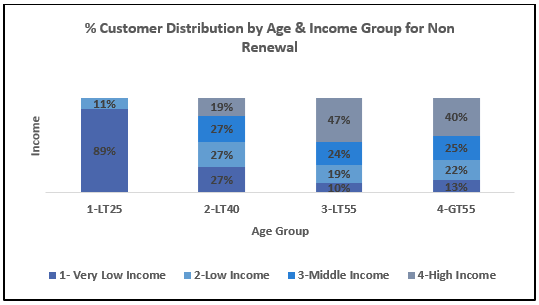 % Customer Distribution by Age & Income Group for Non
Renewal
Income
11%
89%
19%
27%
27%
27%
47%
24%
19%
10%
40%
25%
22%
13%
1-LT25 2-LT40 3-LT55 4-GT55
Age Group
1- Very Low Income 2-Low Income 3-Middle Income 4-High Income